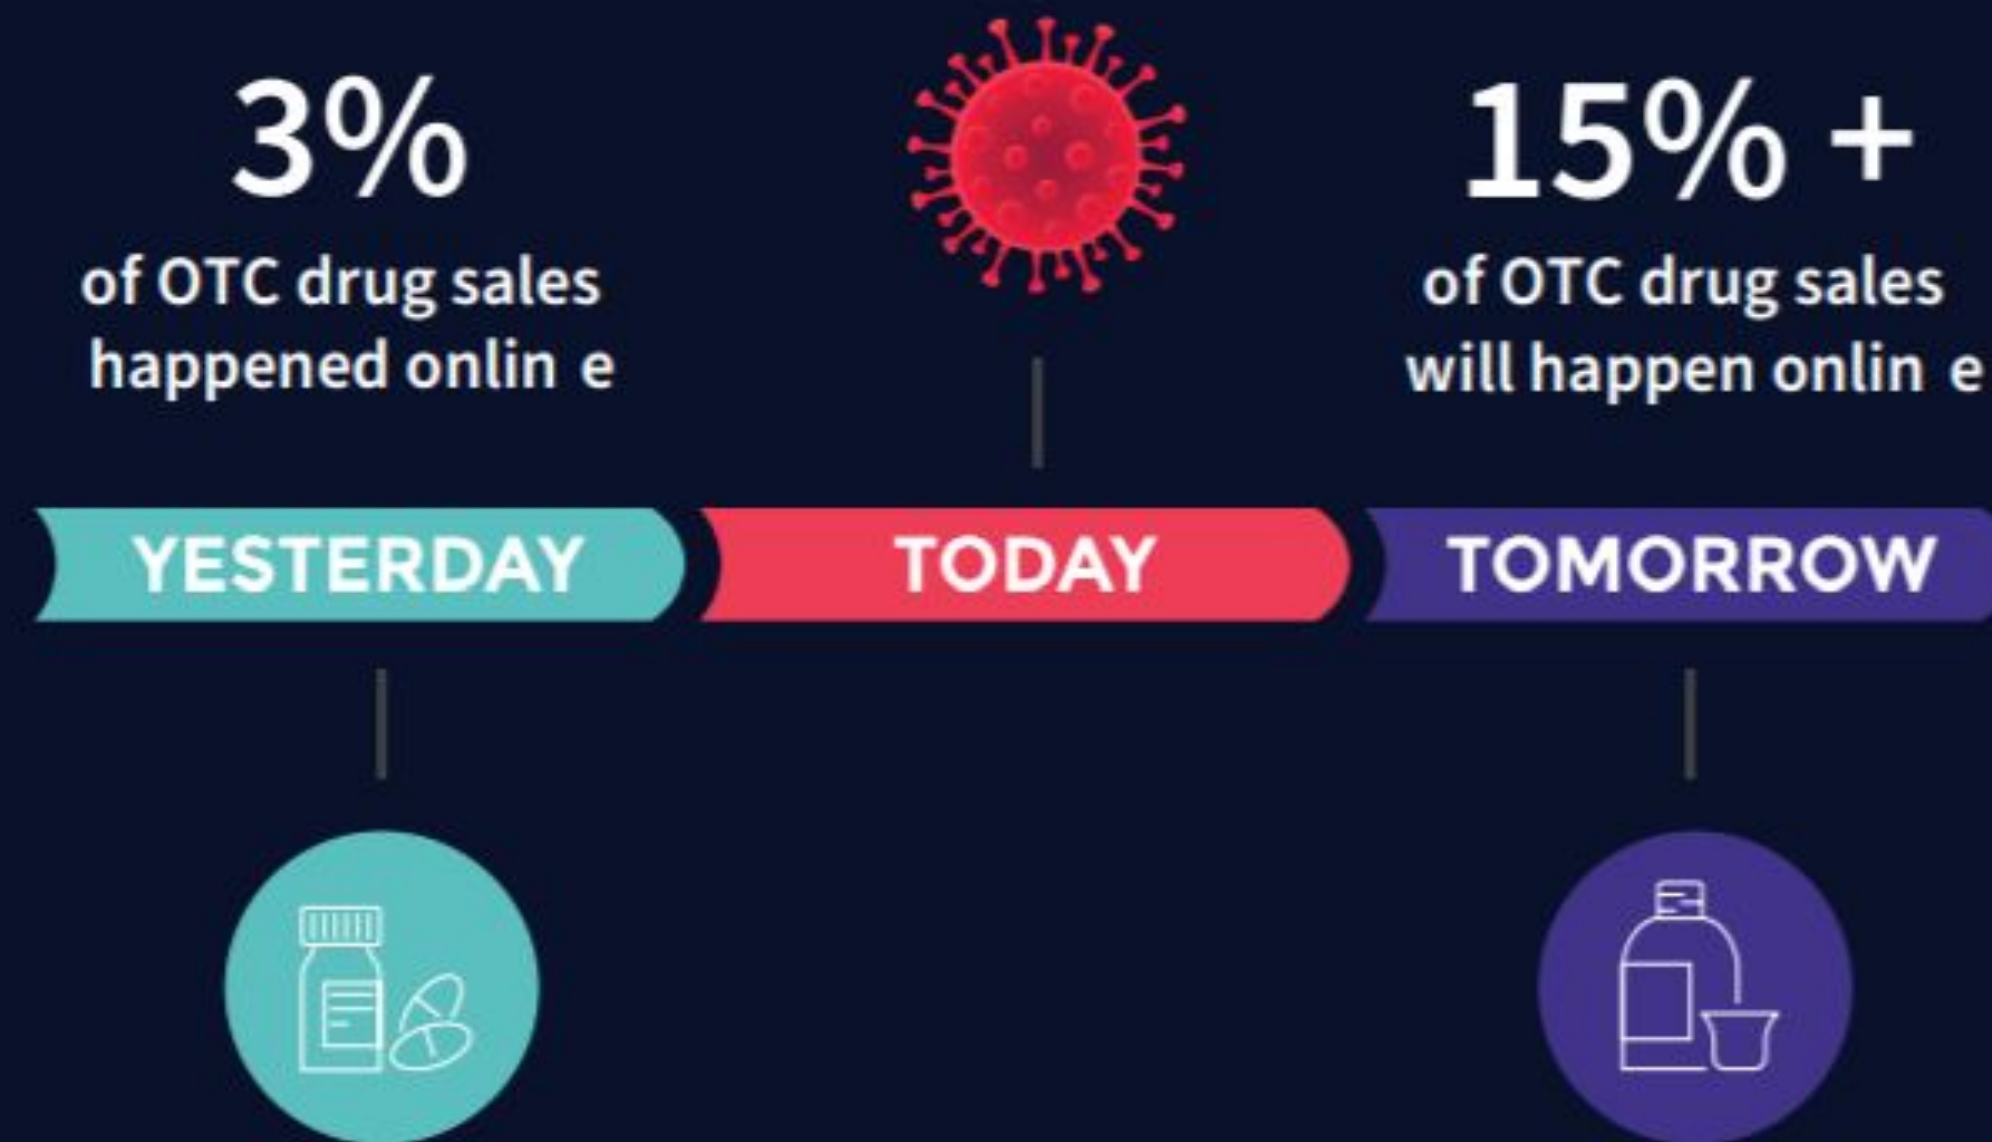 3%
of OTC drug sales
happened onlin e
15% +
of OTC drug sales
will happen onlin e
YESTERDAY
TODAY
TOMORROW